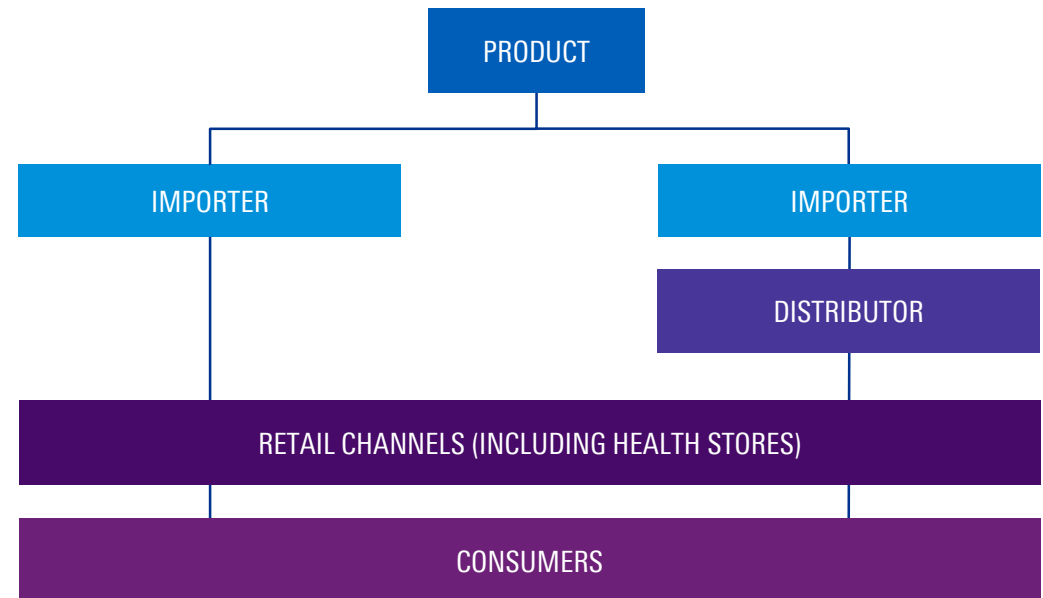 PRODUCT
IMPORTER
IMPORTER
DISTRIBUTOR
RETAIL CHANNELS (INCLUDING HEALTH STORES)
CONSUMERS